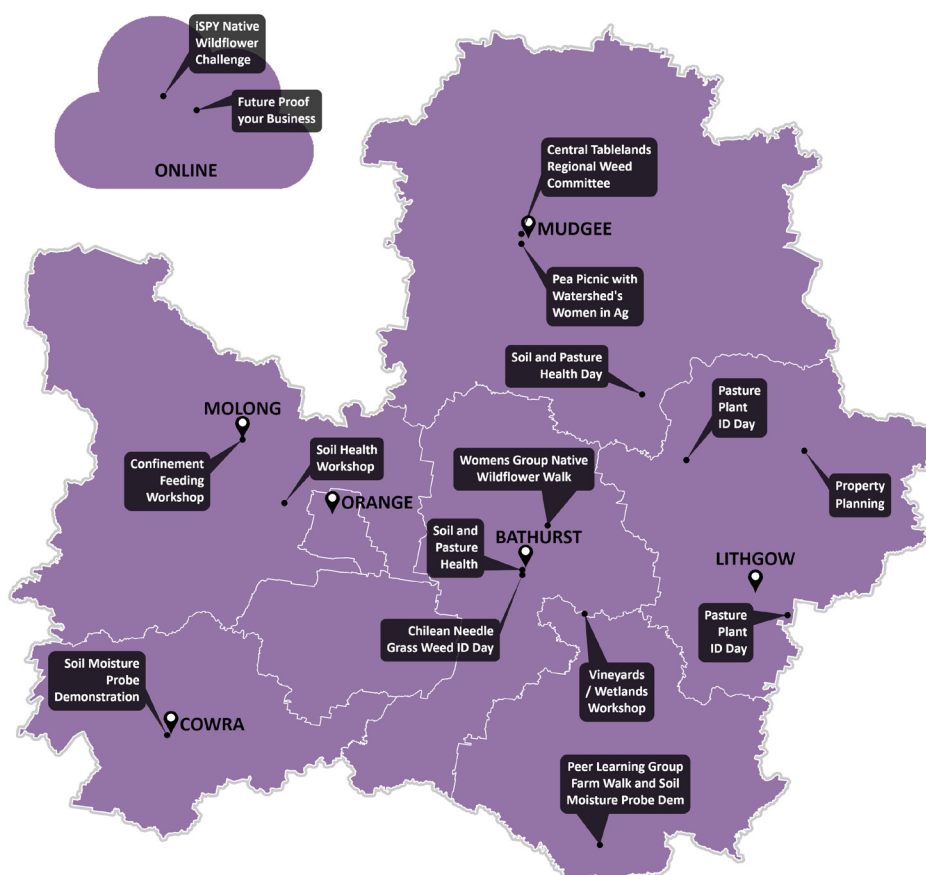 iSPY Native
Wildflower
Challenge
Future Proof
your Business
ONLINE
Central Tablelands
Regional Weed
Committee
MUDGEE
Pea Picnic with
Watershed's
Women in Ag
Soil and Pasture
Health Day
Pasture
Plant
ID Day
MOLONG
Confinement
Feeding
Workshop
Soil Health
Workshop
ORANGE
Womens Group Native
Wildflower Walk
Property
Planning
BATHURST
Soil and
Pasture
Health
LITHGOW
Chilean Needle
Grass Weed ID Day
Pasture
Plant
ID Day
Soil Moisture
Probe
Demonstration
COWRA
Vineyards
/ Wetlands
Workshop
Peer Learning Group
Farm Walk and Soil
Moisture Probe Dem